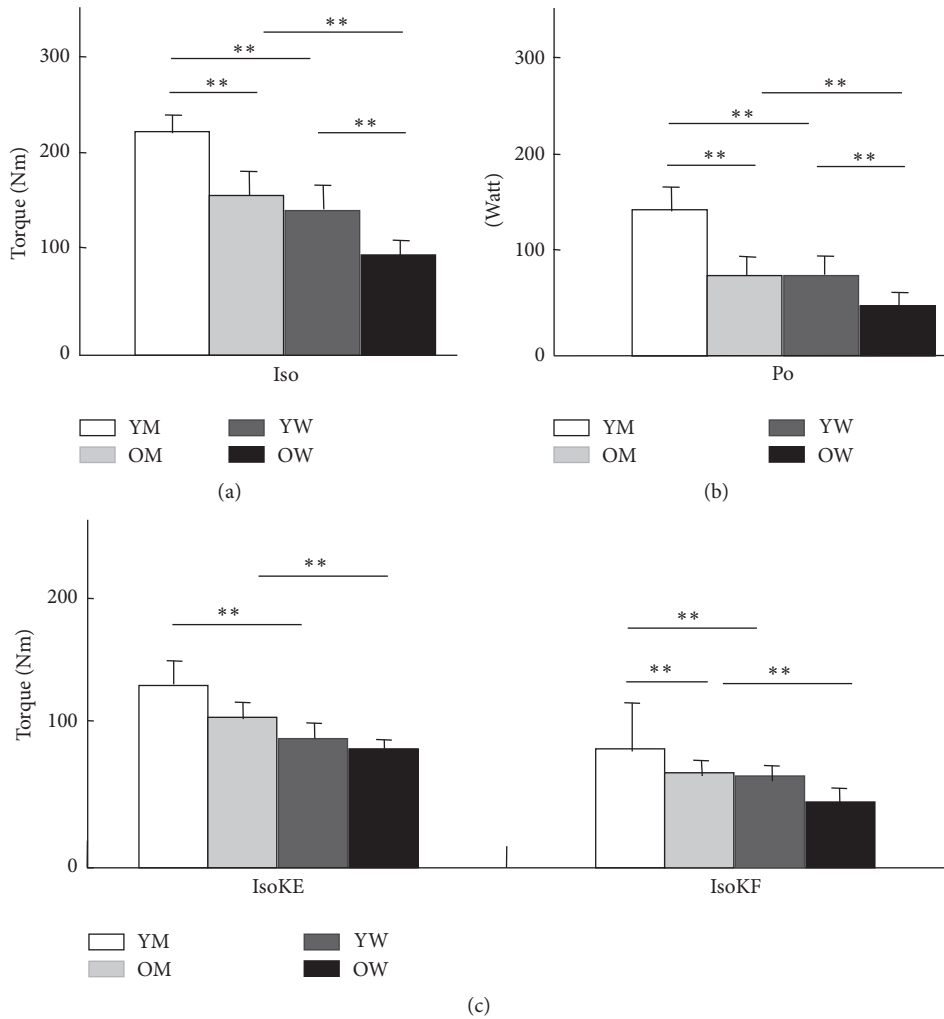 300
200
100
0
Torque (Nm)
**
**
**
**
Iso
YM
YW
OM
OW
(a)
300
200
100
0
(Watt)
**
**
**
**
Po
YM
YW
OM
OW
(b)
200
100
0
Torque (Nm)
**
**
**
**
**
IsoKE
IsoKF
YM
YW
OM
OW
(c)